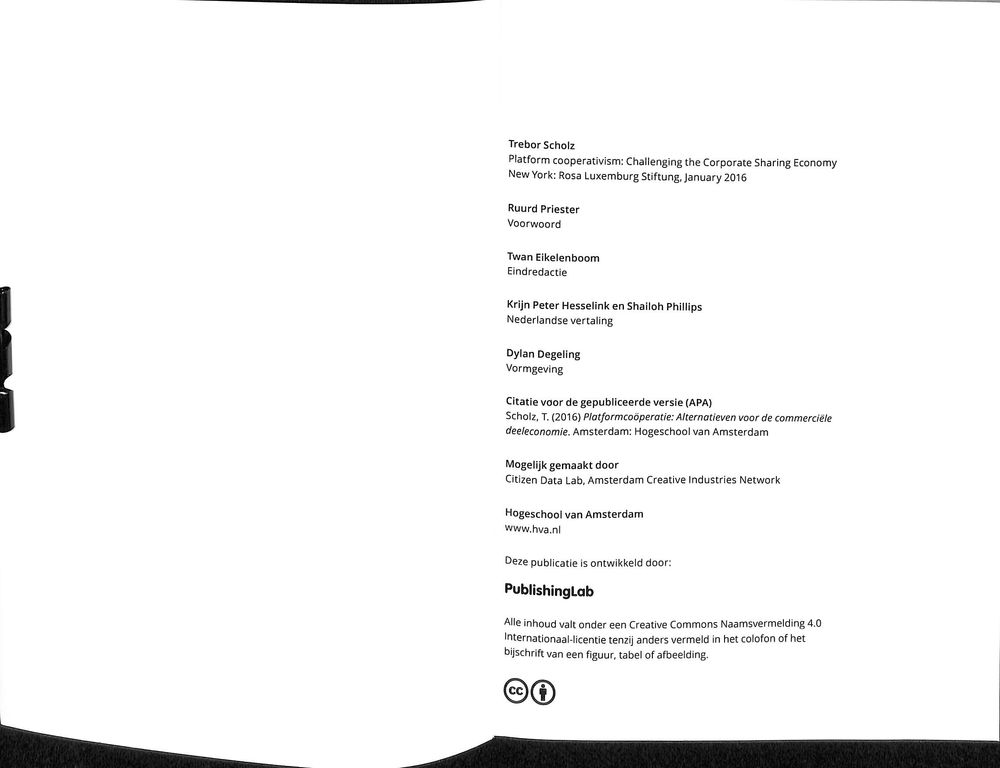 Trebor Scholz
Platform cooperativism: Challenging the Corporate Sharing Economy
New York: Rosa Luxemburg Stiftung, January 2016
Ruurd Priester
Voorwoord
Twan Eikelenboom
Eindredactie
Krijn Peter Hesselink en Shailoh Phillips
Nederlandse vertaling
Dylan Degeling
Vormgeving
Citatie voor de gepubliceerde versie (APA)
Scholz, T. (2016) Platformcoöperatie: Alternatieven voor de commerciële
deeleconomie. Amsterdam: Hogeschool van Amsterdam
Mogelijk gemaakt door
Citizen Data Lab, Amsterdam Creative Industries Network
Hogeschool van Amsterdam
www.hva.nl
Deze publicatie is ontwikkeld door:
PublishingLab
Alle inhoud valt onder een Creative Commons Naamsvermelding 4.0
Internationaal-licentie tenzij anders vermeld in het colofon of het
bijschrift van een figuur, tabel of afbeelding.
cc